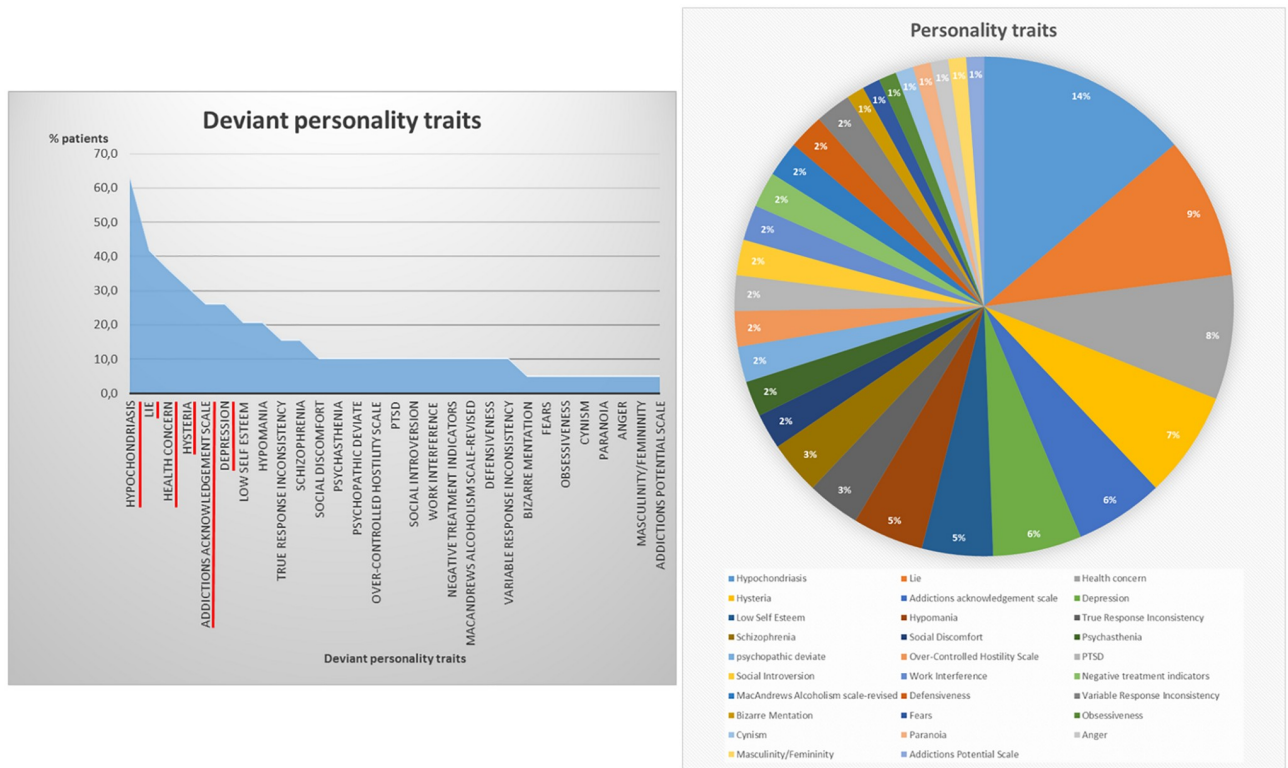 Deviant personality traits
% patients
70,0
60,0
50,0
40,0
30,0
20,0
10,0
0,0
HYPOCHONDRIASIS
LIE
HEALTH CONCERN
HYSTERIA
ADDICTIONS ACKNOWLEDGEMENT SCALE
DEPRESSION
LOW SELF ESTEEM
HYPOMANIA
TRUE RESPONSE INCONSISTENCY
SCHIZOPHRENIA
SOCIAL DISCOMFORT
PSYCHASTHENIA
PSYCHOPATHIC DEVIATE
OVER-CONTROLLED HOSTILITY SCALE
PTSD
SOCIAL INTROVERSION
WORK INTERFERENCE
NEGATIVE TREATMENT INDICATORS
MACANDREWS ALCOHOLISM SCALE-REVISED
DEFENSIVENESS
VARIABLE RESPONSE INCONSISTENCY
BIZARRE MENTATION
FEARS
OBSESSIVENESS
CYNICISM
PARANOIA
ANGER
MASCULINITY/FEMININITY
ADDICTIONS POTENTIAL SCALE
Deviant personality traits
Personality traits
14%
9%
8%
7%
6%
6%
5%
5%
3%
3%
2%
2%
2%
2%
2%
2%
2%
2%
2%
2%
2%
1%
1%
1%
1%
1%
1%
1%
1%
Hypochondriasis Lie Health concern
Hysteria Addictions acknowledgement scale Depression
Low Self Esteem Hypomania True Response Inconsistency
Schizophrenia Social Discomfort Psychasthenia
psychopathic deviate Over-Controlled Hostility Scale PTSD
Social Introversion Work Interference Negative treatment indicators
MacAndrews Alcoholism scale-revised Defensiveness Variable Response Inconsistency
Bizarre Mentation Fears Obsessiveness
Cynism Paranoia Anger
Masculinity/Femininity Addictions Potential Scale